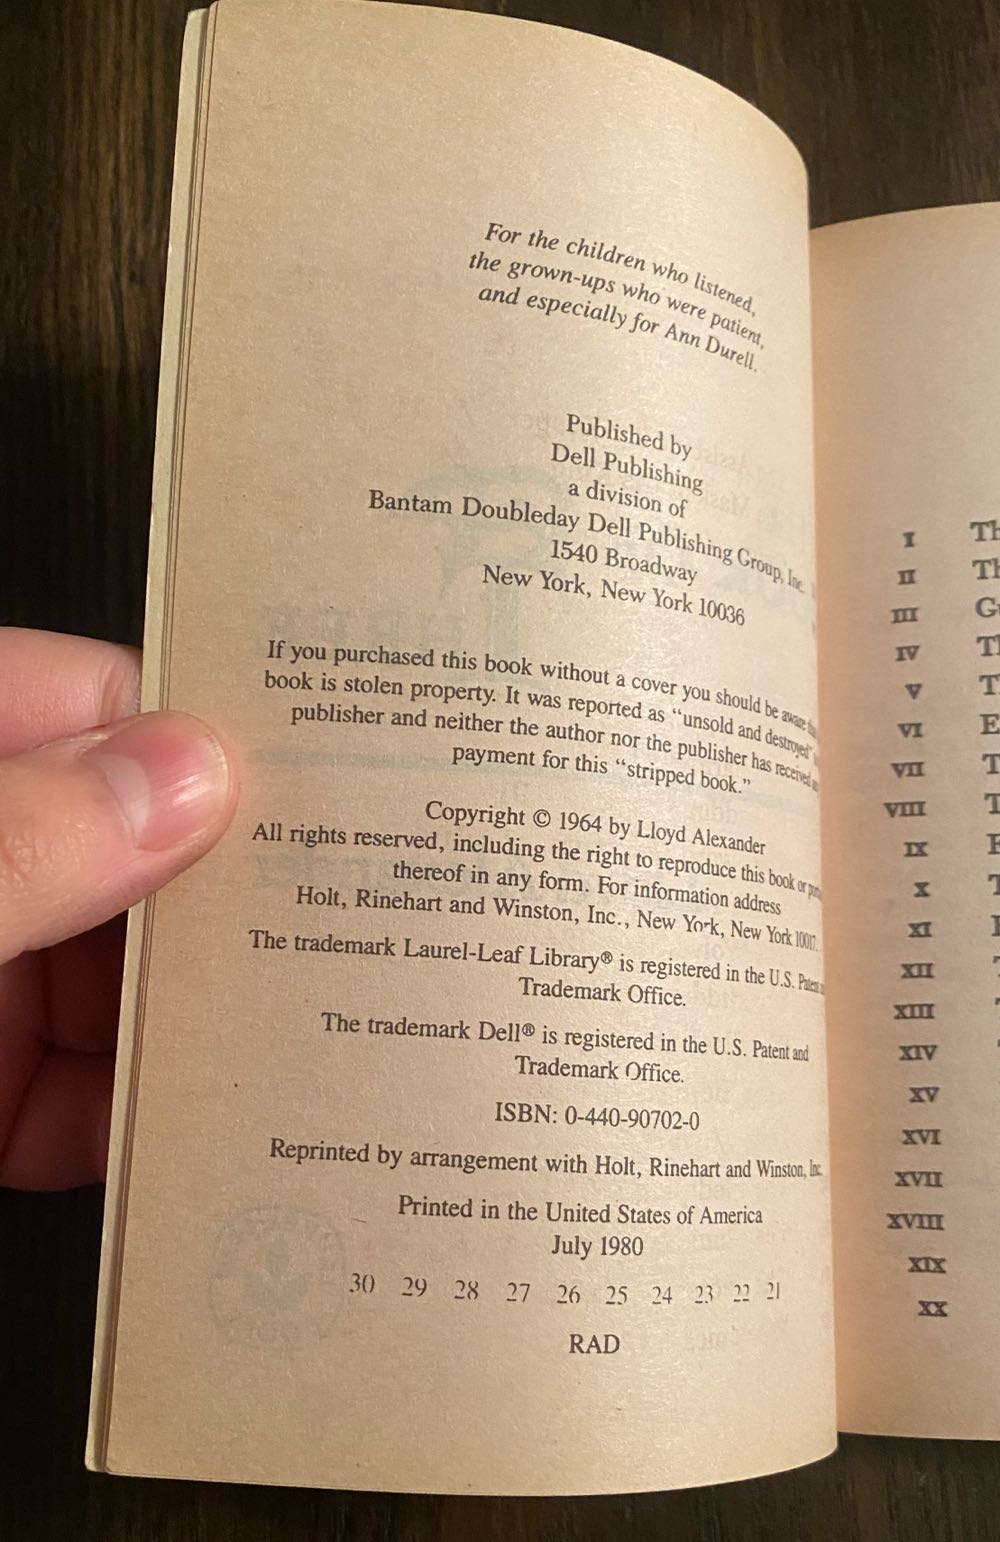 For the children who listened,
the grown-ups who were patient,
and especially for Ann Durell.
Published by
Dell Publishing
a division of
Bantam Doubleday Dell Publishing Group, Inc.
1540 Broadway
New York, New York 10036
If you purchased this book without a cover you should be aware that
book is stolen property. It was reported as “unsold and destroyed”
publisher and neither the author nor the publisher has received any
payment for this “stripped book.”
Copyright © 1964 by Lloyd Alexander
All rights reserved, including the right to reproduce this book or
thereof in any form. For information address
Holt, Rinehart and Winston, Inc., New York, New York 10017.
The trademark Laurel-Leaf Library® is registered in the U.S. Patent
Trademark Office.
The trademark Dell® is registered in the U.S. Patent and
Trademark Office.
ISBN: 0-440-90702-0
Reprinted by arrangement with Holt, Rinehart and Winston, Inc.
Printed in the United States of America
July 1980
30 29 28 27 26 25 24 23 22 21
RAD
I Th
II Th
III G
IV Th
V T
VI E
VII T
VIII T
IX
X T
XI
XII
XIII
XIV
XV
XVI
XVII
XVIII
XIX
XX